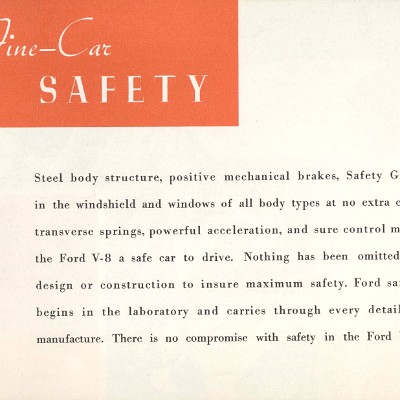 Fine–Car
SAFETY
Steel body structure, positive mechanical brakes, Safety G
in the windshield and windows of all body types at no extra c
transverse springs, powerful acceleration, and sure control m
the Ford V-8 a safe car to drive. Nothing has been omitted
design or construction to insure maximum safety. Ford sa
begins in the laboratory and carries through every detail
manufacture. There is no compromise with safety in the Ford